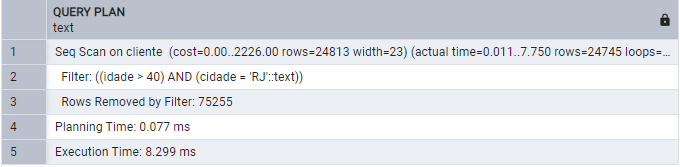 QUERY PLAN
text
1 Seq Scan on cliente (cost=0.00..2226.00 rows=24813 width=23) (actual time=0.011..7.750 rows=24745 loops=...
2 Filter: ((idade > 40) AND (cidade = 'RJ'::text))
3 Rows Removed by Filter: 75255
4 Planning Time: 0.077 ms
5 Execution Time: 8.299 ms